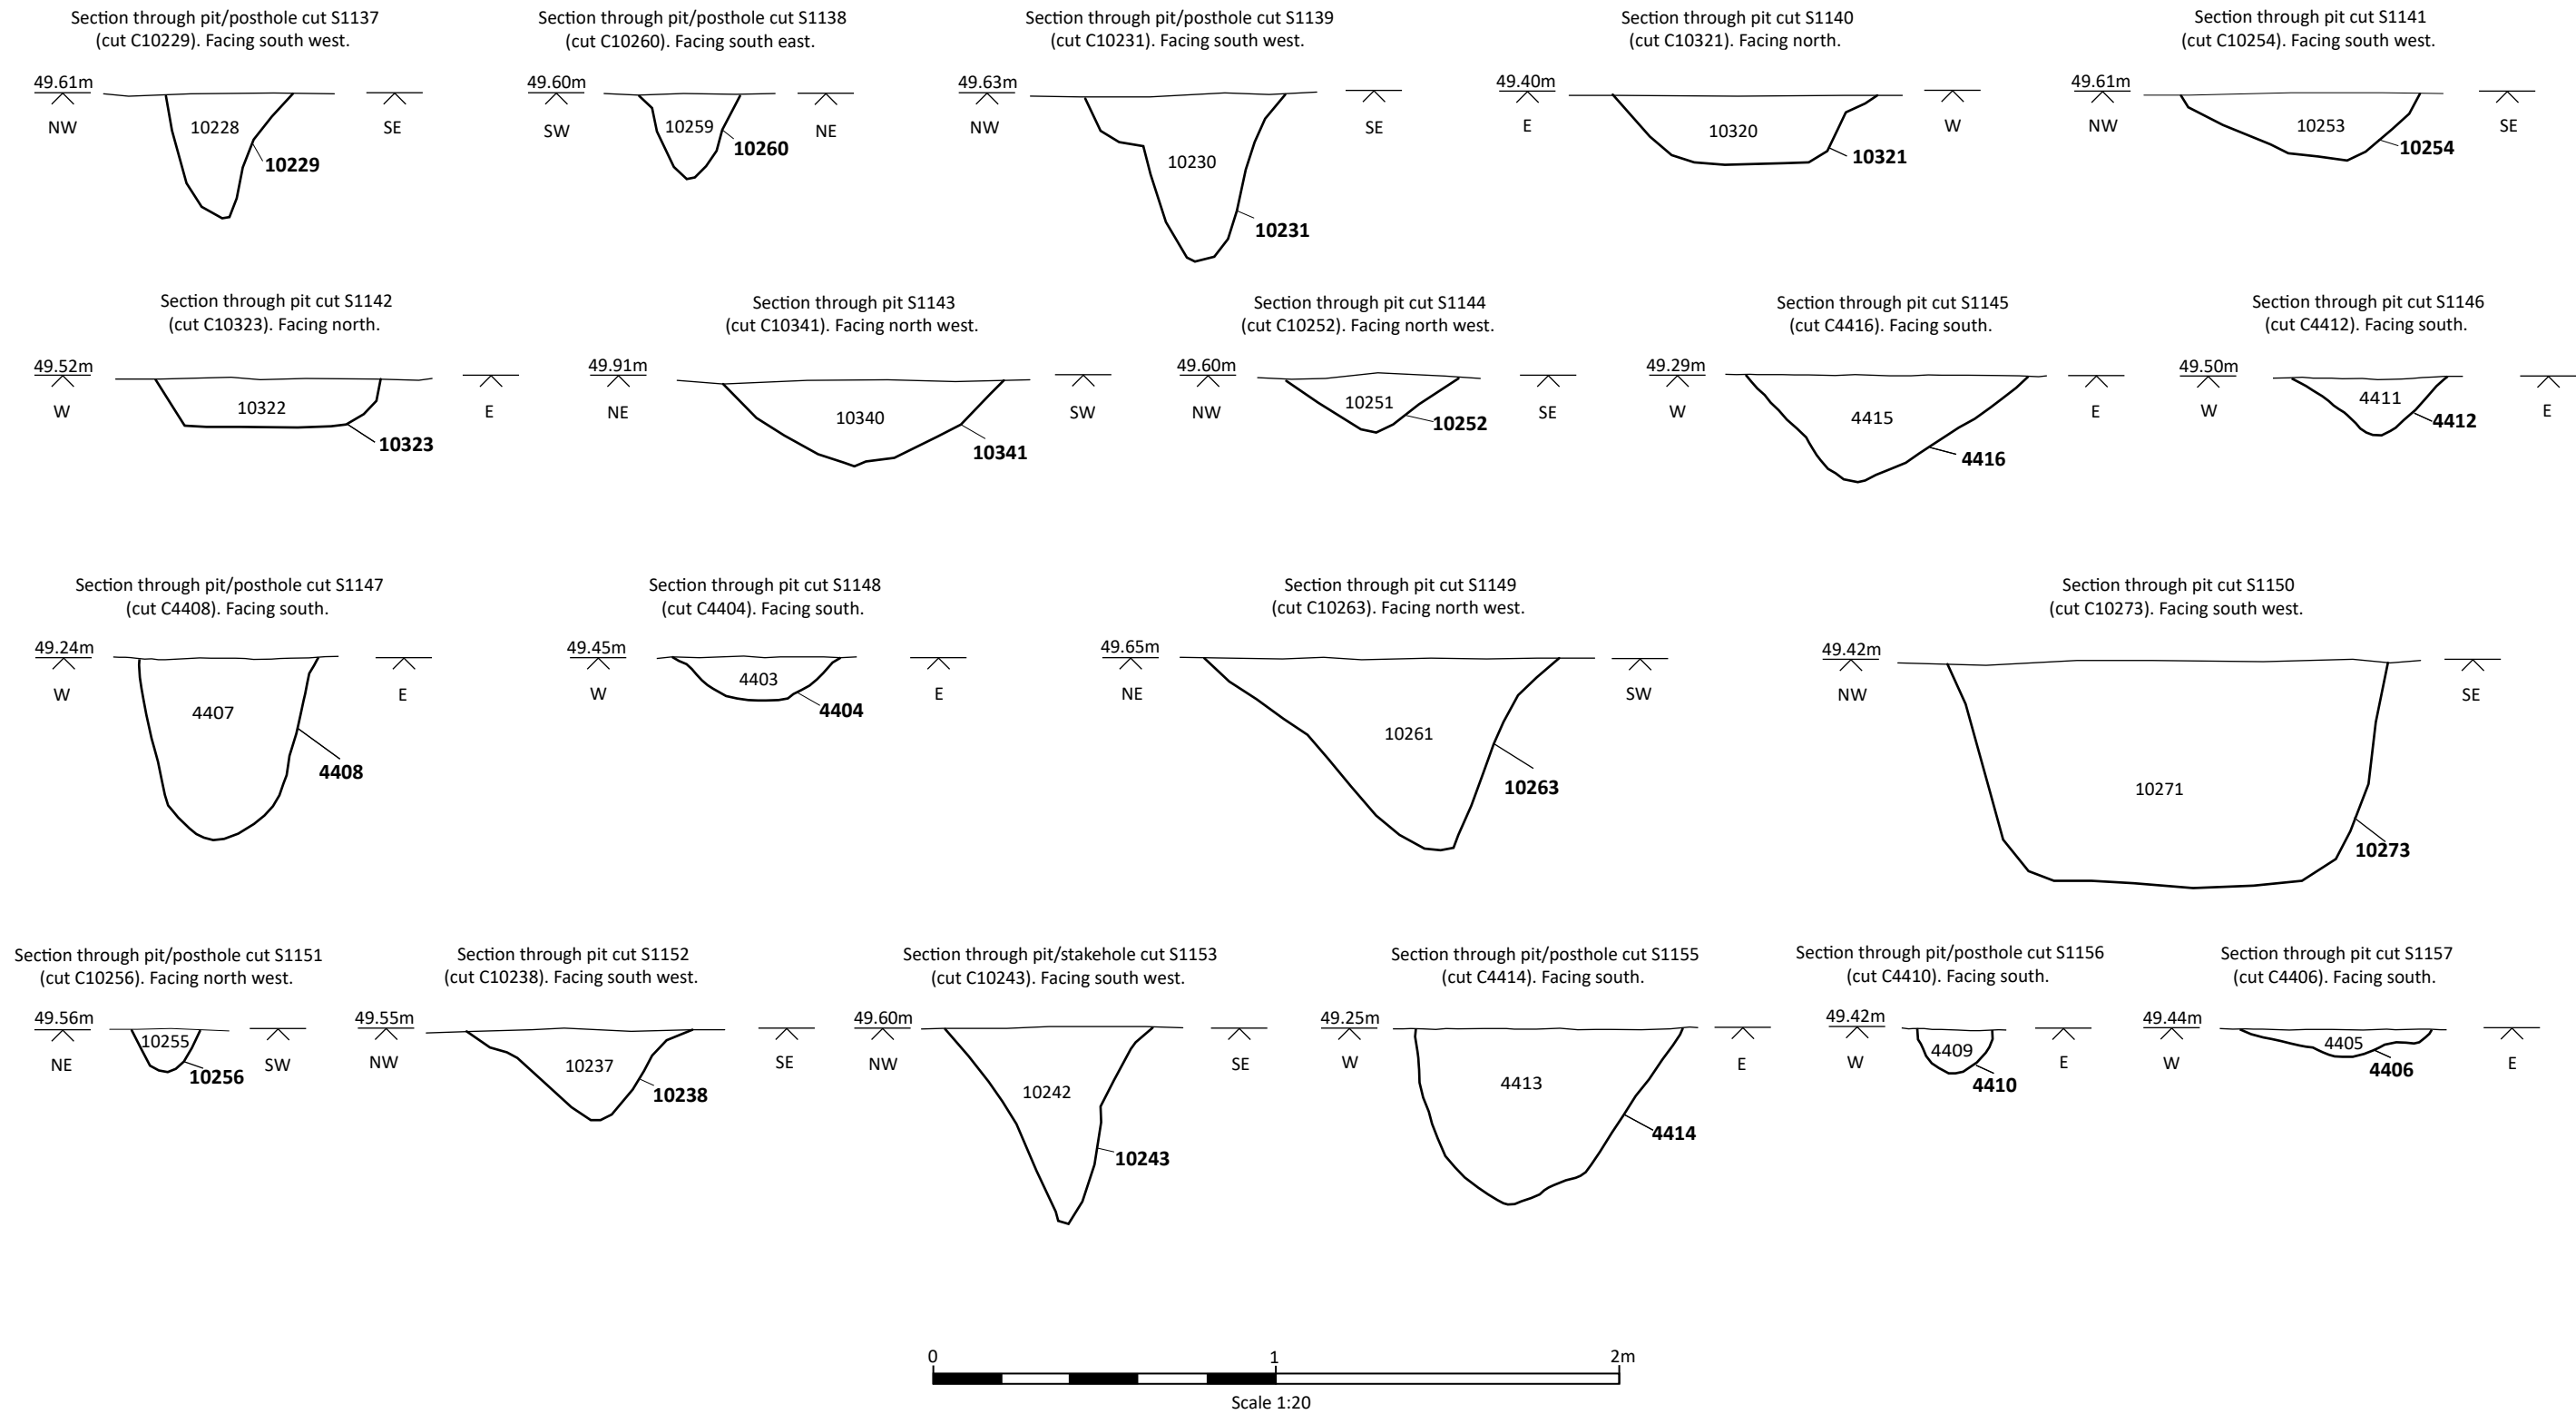 Section through pit/posthole cut S1137
(cut C10229). Facing south west.
49.61m
NW
SE
10228
10229
Section through pit/posthole cut S1138
(cut C10260). Facing south east.
49.60m
SW
NE
10259
10260
Section through pit/posthole cut S1139
(cut C10231). Facing south west.
49.63m
NW
SE
10230
10231
Section through pit cut S1140
(cut C10321). Facing north.
49.40m
E
W
10320
10321
Section through pit cut S1141
(cut C10254). Facing south west.
49.61m
NW
SE
10253
10254
Section through pit cut S1142
(cut C10323). Facing north.
49.52m
W
E
10322
10323
Section through pit S1143
(cut C10341). Facing north west.
49.91m
NE
SW
10340
10341
Section through pit cut S1144
(cut C10252). Facing north west.
49.60m
NW
SE
10251
10252
Section through pit cut S1145
(cut C4416). Facing south.
49.29m
W
E
4415
4416
Section through pit cut S1146
(cut C4412). Facing south.
49.50m
W
E
4411
4412
Section through pit/posthole cut S1147
(cut C4408). Facing south.
49.24m
W
E
4407
4408
Section through pit cut S1148
(cut C4404). Facing south.
49.45m
W
E
4403
4404
Section through pit cut S1149
(cut C10263). Facing north west.
49.65m
NE
SW
10261
10263
Section through pit cut S1150
(cut C10273). Facing south west.
49.42m
NW
SE
10271
10273
Section through pit/posthole cut S1151
(cut C10256). Facing north west.
49.56m
NE
SW
10255
10256
Section through pit cut S1152
(cut C10238). Facing south west.
49.55m
NW
SE
10237
10238
Section through pit/stakehole cut S1153
(cut C10243). Facing south west.
49.60m
NW
SE
10242
10243
Section through pit/posthole cut S1155
(cut C4414). Facing south.
49.25m
W
E
4413
4414
Section through pit/posthole cut S1156
(cut C4410). Facing south.
49.42m
W
E
4409
4410
Section through pit cut S1157
(cut C4406). Facing south.
49.44m
W
E
4405
4406
0 1 2m
Scale 1:20